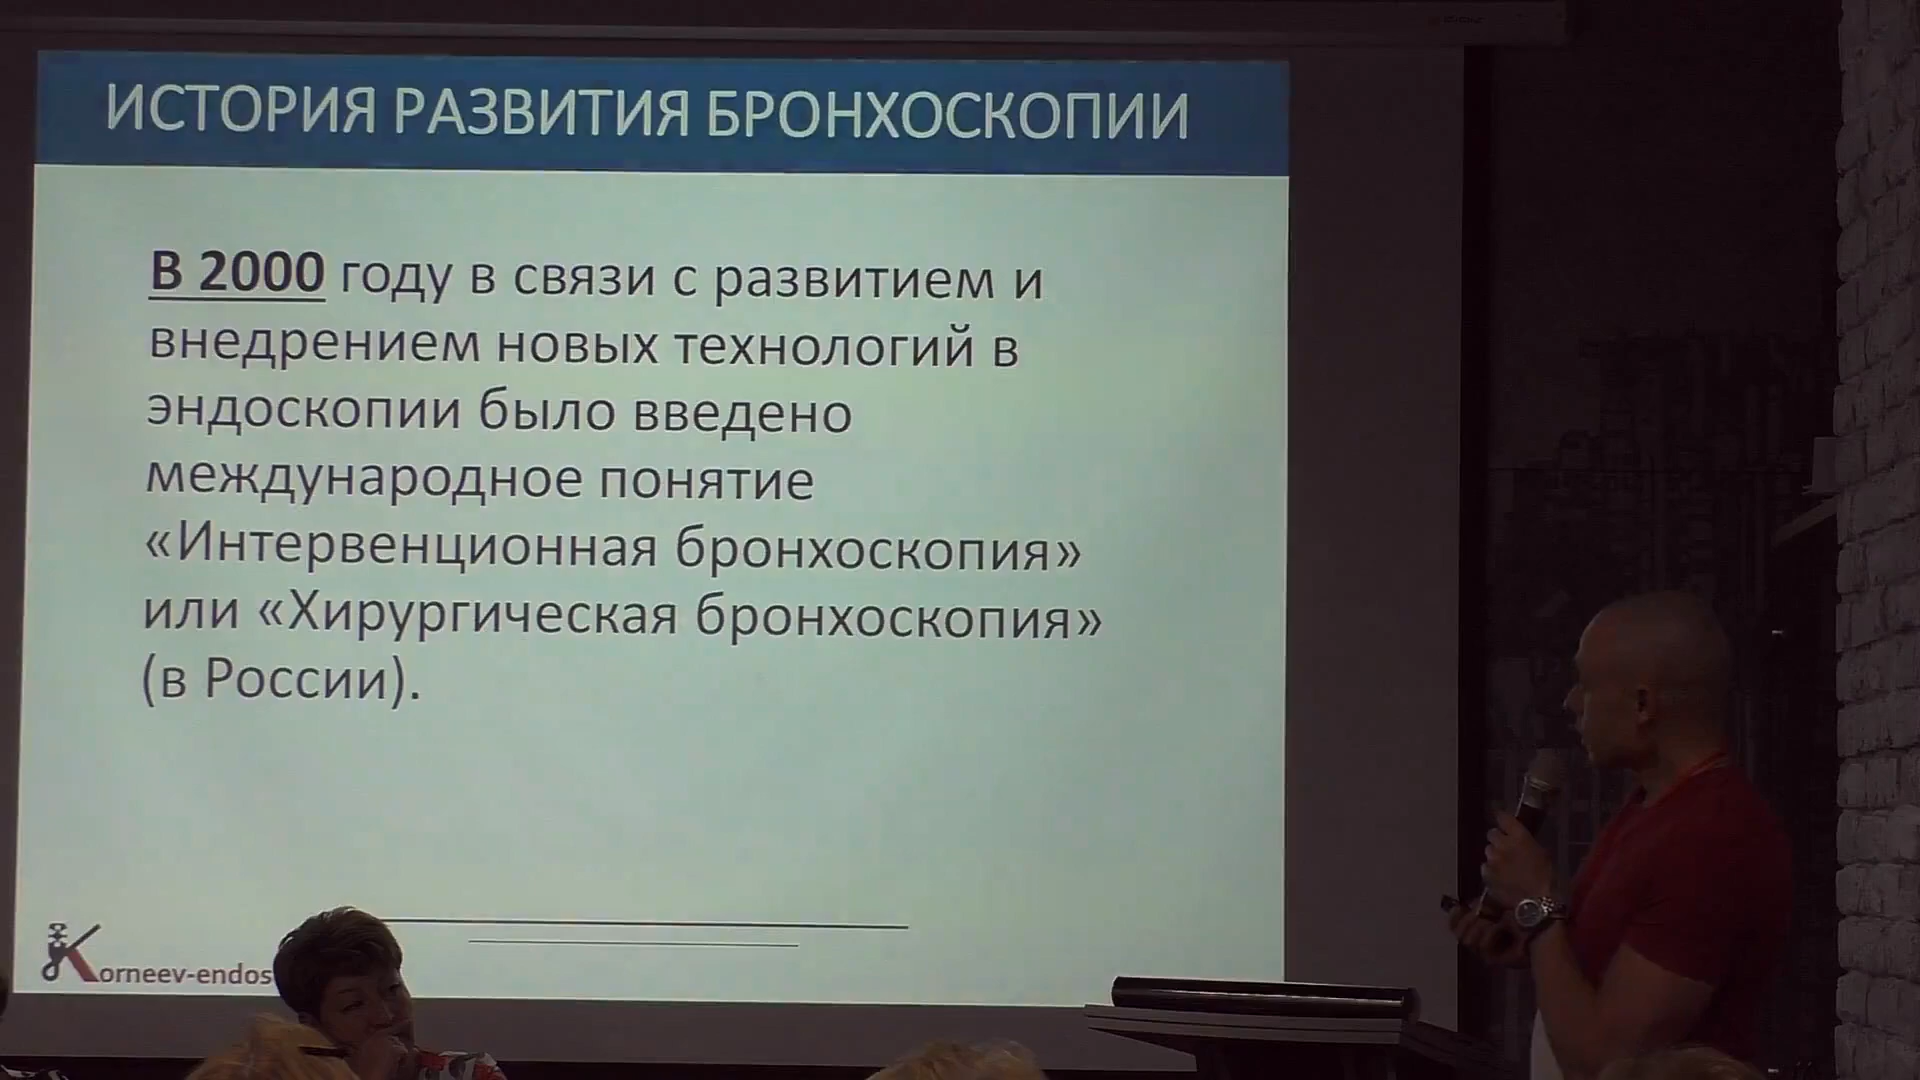 ИСТОРИЯ РАЗВИТИЯ БРОНХОСКОПИИ
В 2000 году в связи с развитием и
внедрением новых технологий в
эндоскопии было введено
международное понятие
«Интервенционная бронхоскопия»
или «Хирургическая бронхоскопия»
(в России).
Korneev-endos